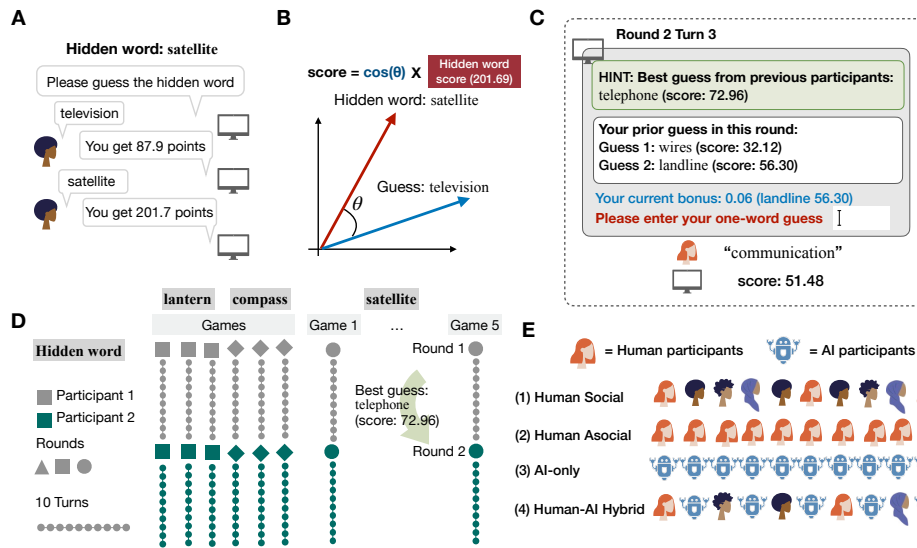 A
Hidden word: satellite
Please guess the hidden word
television
You get 87.9 points
satellite
You get 201.7 points
B
score = cos(θ) X Hidden word score (201.69)
Hidden word: satellite
Guess: television
θ
C
Round 2 Turn 3
HINT: Best guess from previous participants:
telephone (score: 72.96)
Your prior guess in this round:
Guess 1: wires (score: 32.12)
Guess 2: landline (score: 56.30)
Your current bonus: 0.06 (landline 56.30)
Please enter your one-word guess
“communication”
score: 51.48
D
lantern compass satellite
Games Game 1 ... Game 5
Hidden word
Round 1
Participant 1
Participant 2
Best guess:
telephone
(score: 72.96)
Rounds
Round 2
10 Turns
E
= Human participants = AI participants
(1) Human Social
(2) Human Asocial
(3) AI-only
(4) Human-AI Hybrid